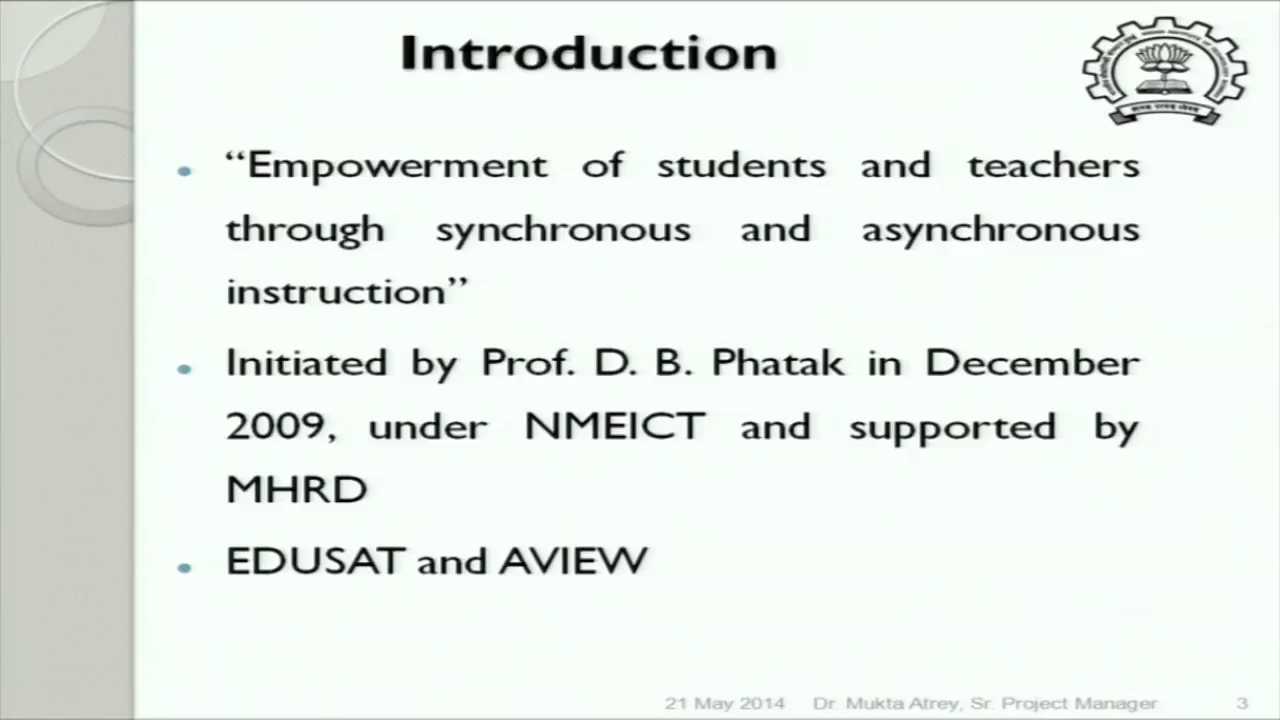 Introduction
“Empowerment of students and teachers
through synchronous and asynchronous
instruction”
Initiated by Prof. D. B. Phatak in December
2009, under NMEICT and supported by
MHRD
EDUSAT and AVIEW
21 May 2014 Dr. Mukta Atrey, Sr. Project Manager 3